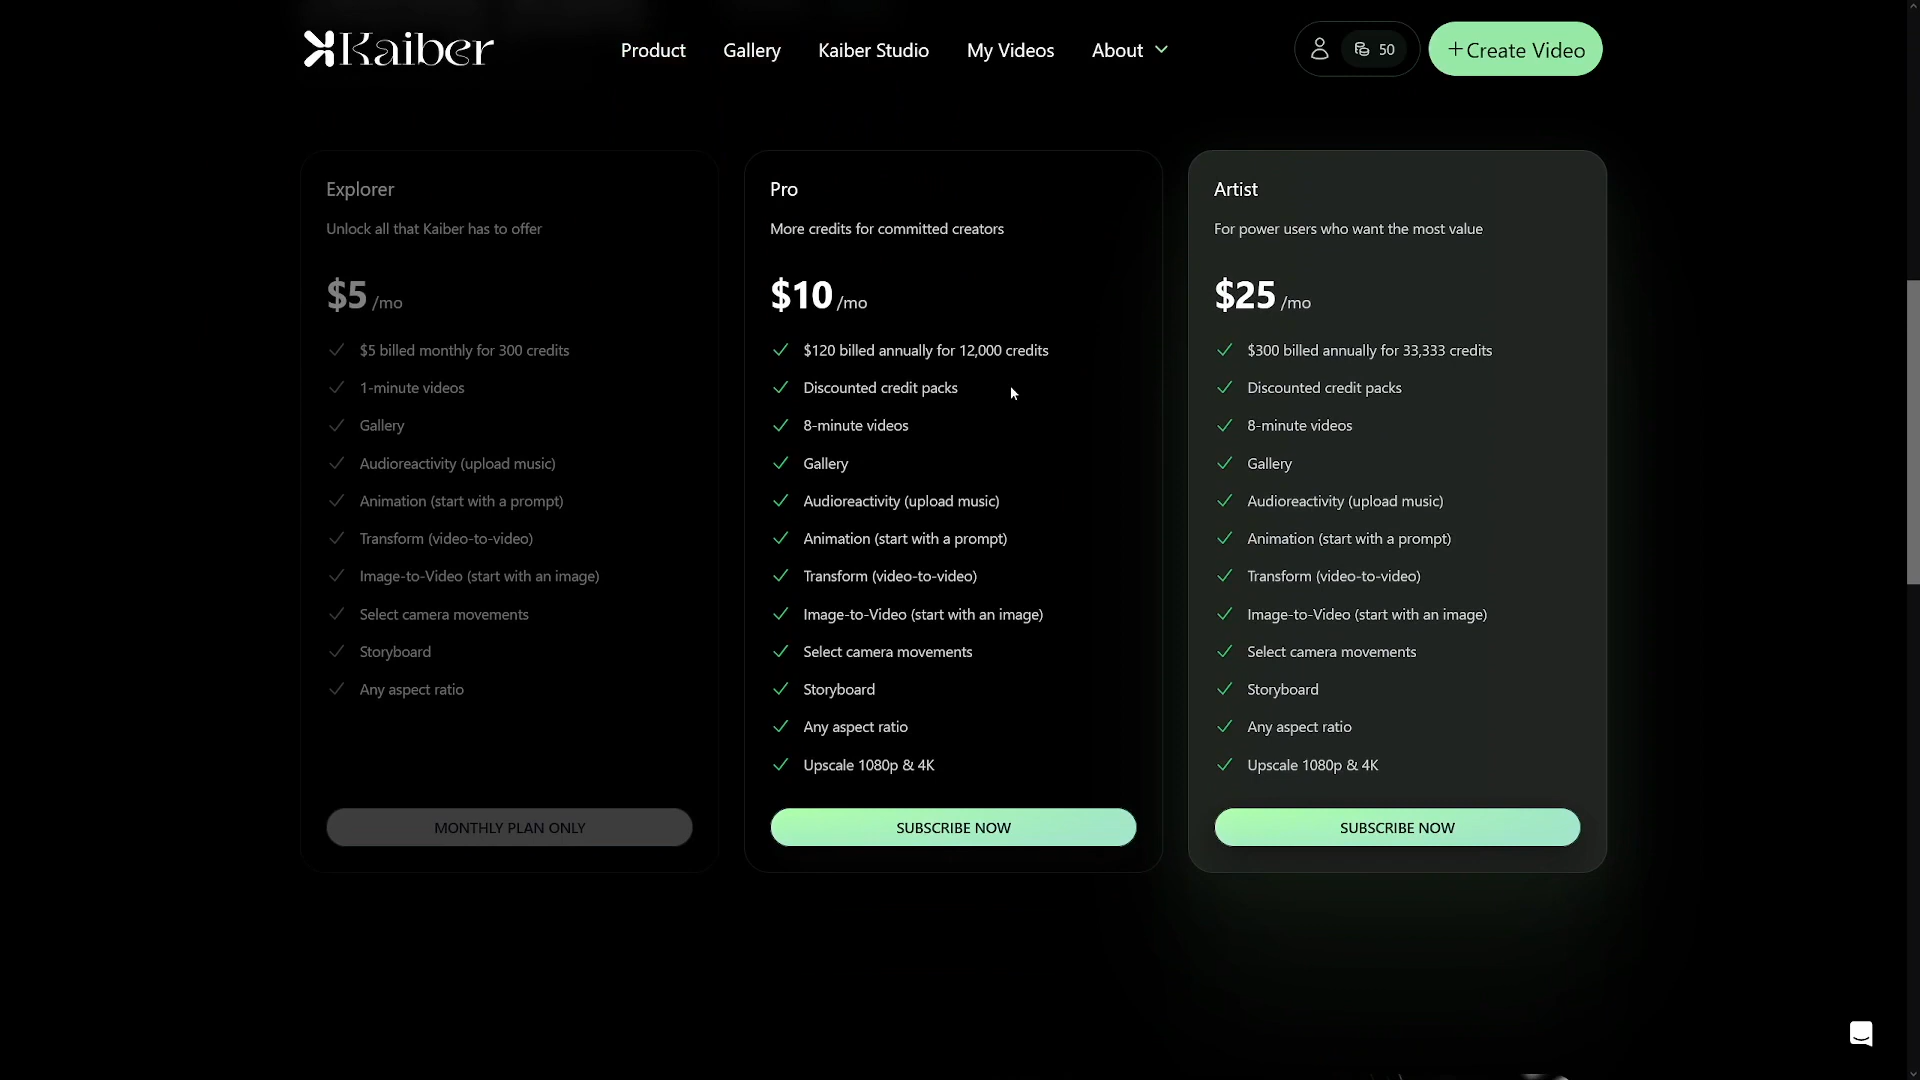 Kaiber
Product
Gallery
Kaiber Studio
My Videos
About
50
+Create Video
Explorer
Unlock all that Kaiber has to offer
$5 /mo
$5 billed monthly for 300 credits
1-minute videos
Gallery
Audioreactivity (upload music)
Animation (start with a prompt)
Transform (video-to-video)
Image-to-Video (start with an image)
Select camera movements
Storyboard
Any aspect ratio
MONTHLY PLAN ONLY
Pro
More credits for committed creators
$10 /mo
$120 billed annually for 12,000 credits
Discounted credit packs
8-minute videos
Gallery
Audioreactivity (upload music)
Animation (start with a prompt)
Transform (video-to-video)
Image-to-Video (start with an image)
Select camera movements
Storyboard
Any aspect ratio
Upscale 1080p & 4K
SUBSCRIBE NOW
Artist
For power users who want the most value
$25 /mo
$300 billed annually for 33,333 credits
Discounted credit packs
8-minute videos
Gallery
Audioreactivity (upload music)
Animation (start with a prompt)
Transform (video-to-video)
Image-to-Video (start with an image)
Select camera movements
Storyboard
Any aspect ratio
Upscale 1080p & 4K
SUBSCRIBE NOW